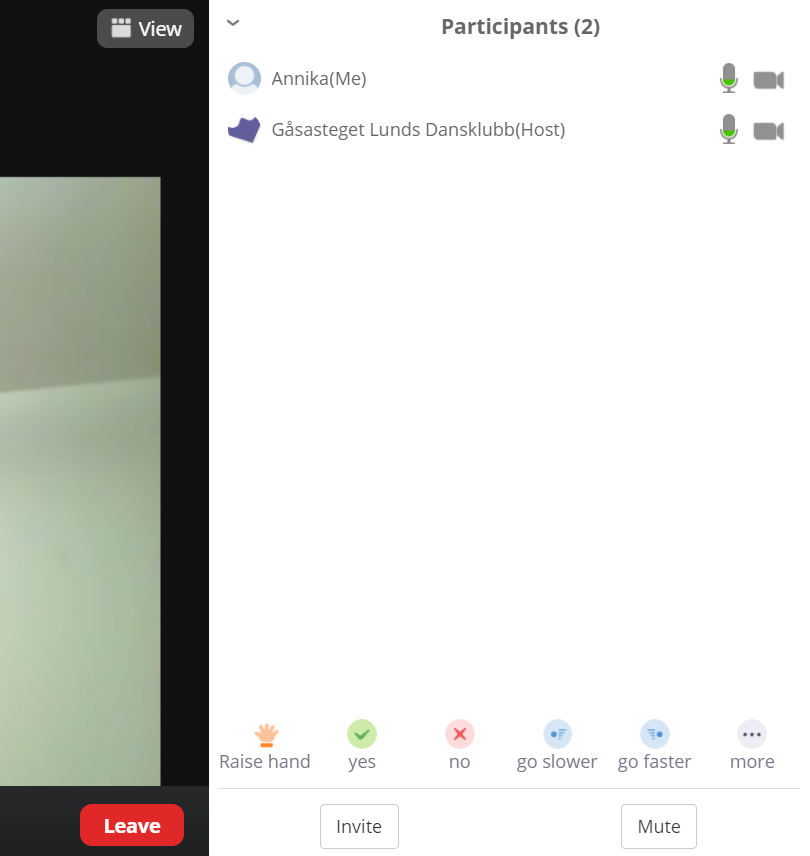 View
Participants (2)
Annika(Me)
Gåsasteget Lunds Dansklubb(Host)
Raise hand yes no go slower go faster more
Leave Invite Mute